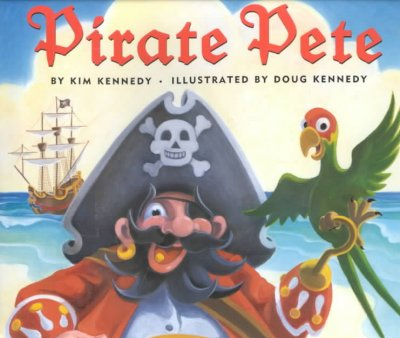 Pirate Pete
BY KIM KENNEDY • ILLUSTRATED BY DOUG KENNEDY